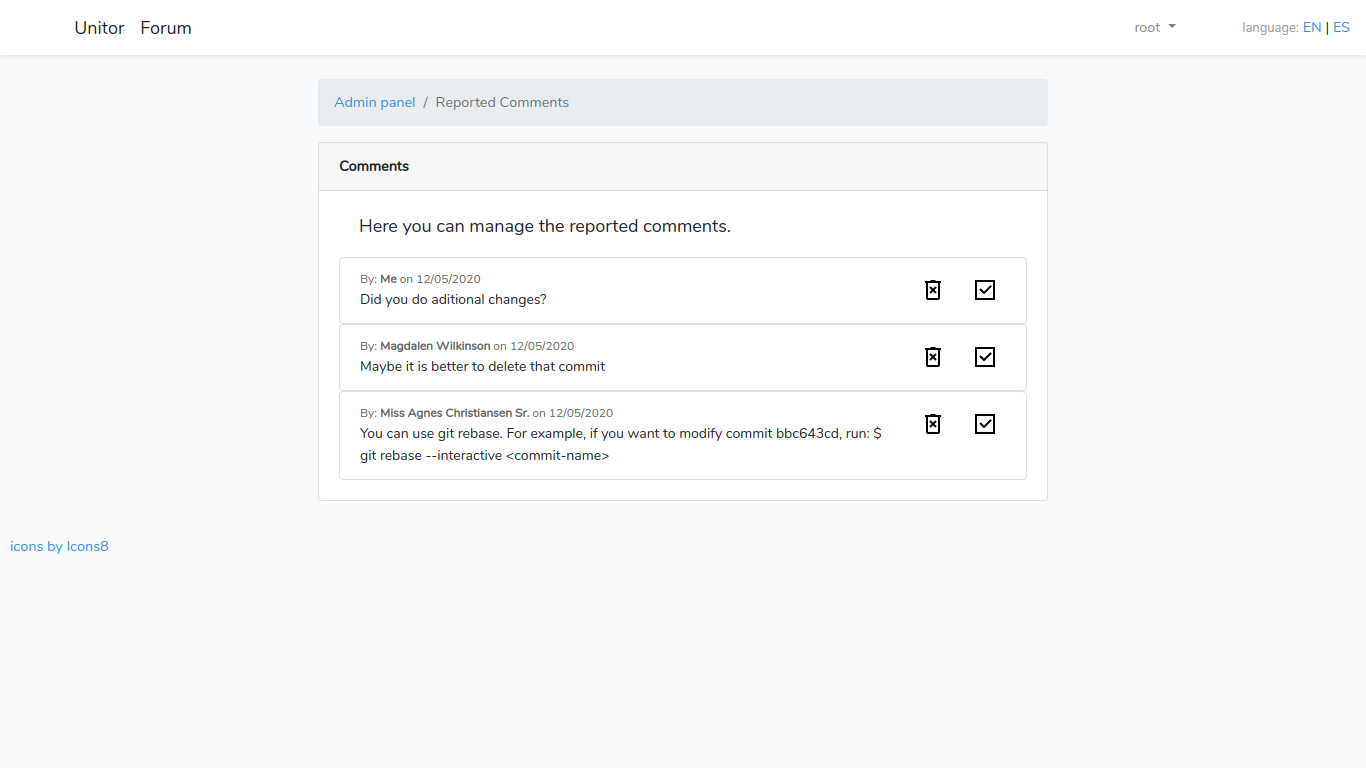 Unitor Forum root language: EN | ES
Admin panel / Reported Comments
Comments
Here you can manage the reported comments.
By: Me on 12/05/2020
Did you do aditional changes?
By: Magdalen Wilkinson on 12/05/2020
Maybe it is better to delete that commit
By: Miss Agnes Christiansen Sr. on 12/05/2020
You can use git rebase. For example, if you want to modify commit bbc643cd, run: $
git rebase --interactive <commit-name>
icons by Icons8